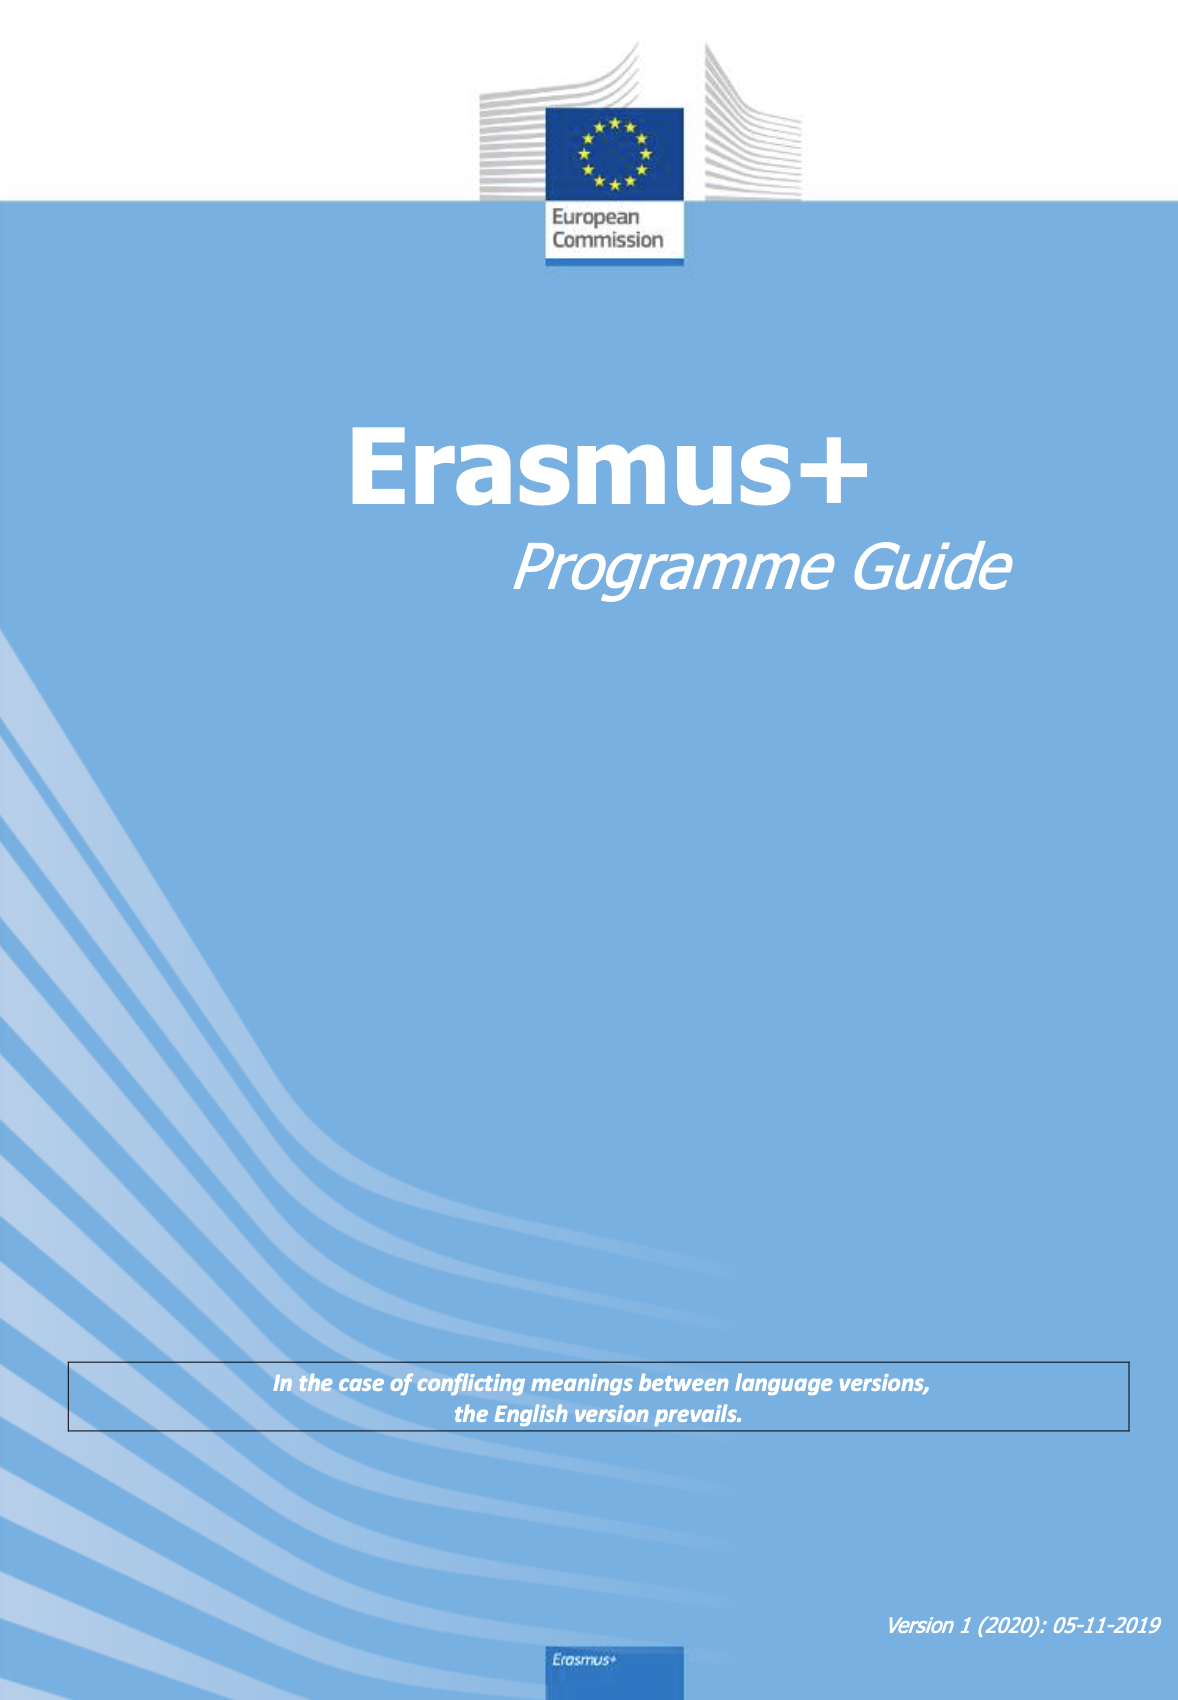 European
Commission
Erasmus+
Programme Guide
In the case of conflicting meanings between language versions,
the English version prevails.
Version 1 (2020): 05-11-2019
Erasmus+